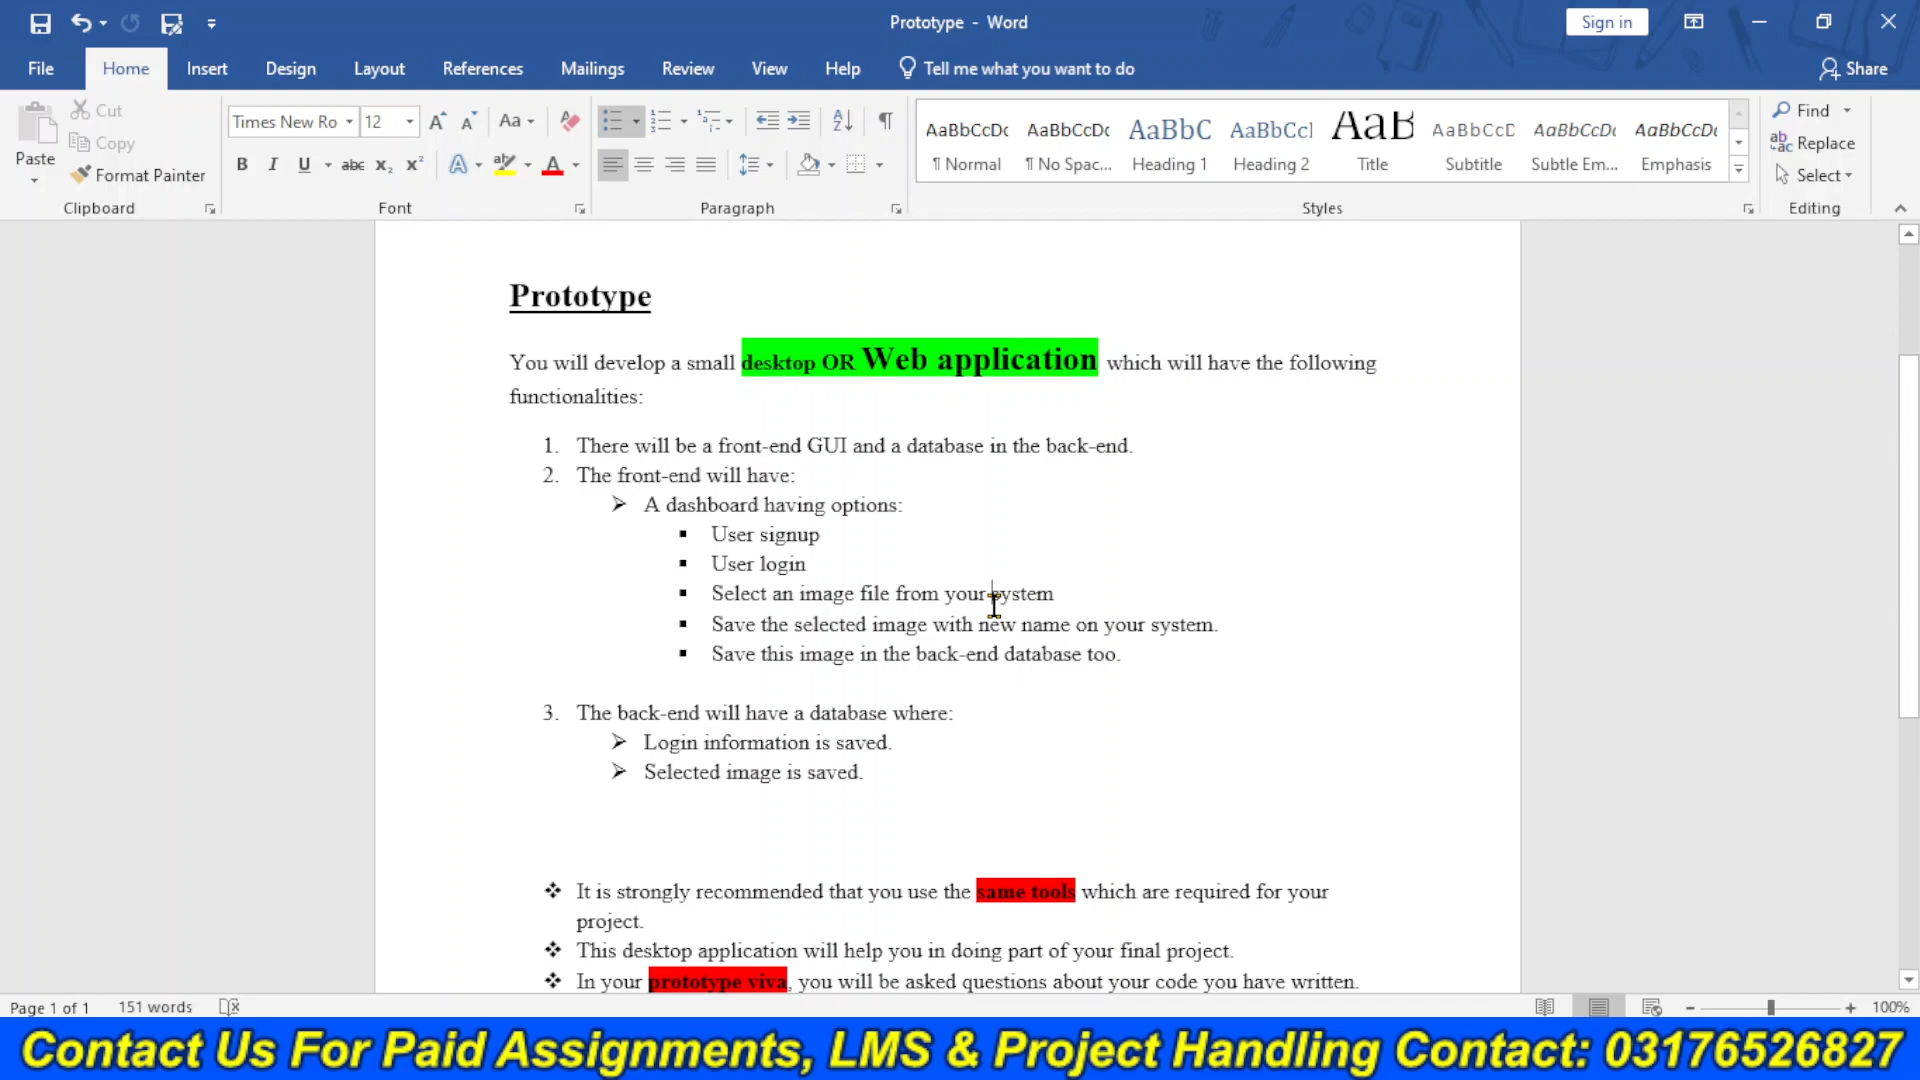 Prototype - Word
Sign in
File Home Insert Design Layout References Mailings Review View Help Tell me what you want to do
Share
Paste
Cut
Copy
Format Painter
Clipboard
Times New Ro 12
Aa
B I U abc x₂ x²
A A
Font
Paragraph
AaBbCcDc AaBbCcDc AaBbC AaBbCcl AaB AaBbCcD AaBbCcDc AaBbCcDc
¶ Normal ¶ No Spac... Heading 1 Heading 2 Title Subtitle Subtle Em... Emphasis
Styles
Find
Replace
Select
Editing
Prototype
You will develop a small desktop OR Web application which will have the following
functionalities:
1. There will be a front-end GUI and a database in the back-end.
2. The front-end will have:
➢ A dashboard having options:
▪ User signup
▪ User login
▪ Select an image file from your system
▪ Save the selected image with new name on your system.
▪ Save this image in the back-end database too.
3. The back-end will have a database where:
➢ Login information is saved.
➢ Selected image is saved.
❖ It is strongly recommended that you use the same tools which are required for your
project.
❖ This desktop application will help you in doing part of your final project.
❖ In your prototype viva, you will be asked questions about your code you have written.
Page 1 of 1 151 words
100%
Contact Us For Paid Assignments, LMS & Project Handling Contact: 03176526827